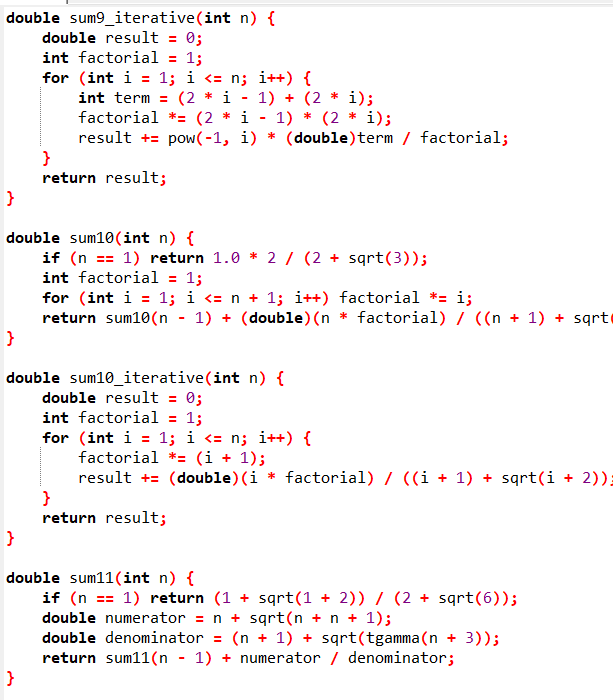 double sum9_iterative(int n) {
    double result = 0;
    int factorial = 1;
    for (int i = 1; i <= n; i++) {
        int term = (2 * i - 1) + (2 * i);
        factorial *= (2 * i - 1) * (2 * i);
        result += pow(-1, i) * (double)term / factorial;
    }
    return result;
}
double sum10(int n) {
    if (n == 1) return 1.0 * 2 / (2 + sqrt(3));
    int factorial = 1;
    for (int i = 1; i <= n + 1; i++) factorial *= i;
    return sum10(n - 1) + (double)(n * factorial) / ((n + 1) + sqrt(
}
double sum10_iterative(int n) {
    double result = 0;
    int factorial = 1;
    for (int i = 1; i <= n; i++) {
        factorial *= (i + 1);
        result += (double)(i * factorial) / ((i + 1) + sqrt(i + 2));
    }
    return result;
}
double sum11(int n) {
    if (n == 1) return (1 + sqrt(1 + 2)) / (2 + sqrt(6));
    double numerator = n + sqrt(n + n + 1);
    double denominator = (n + 1) + sqrt(tgamma(n + 3));
    return sum11(n - 1) + numerator / denominator;
}